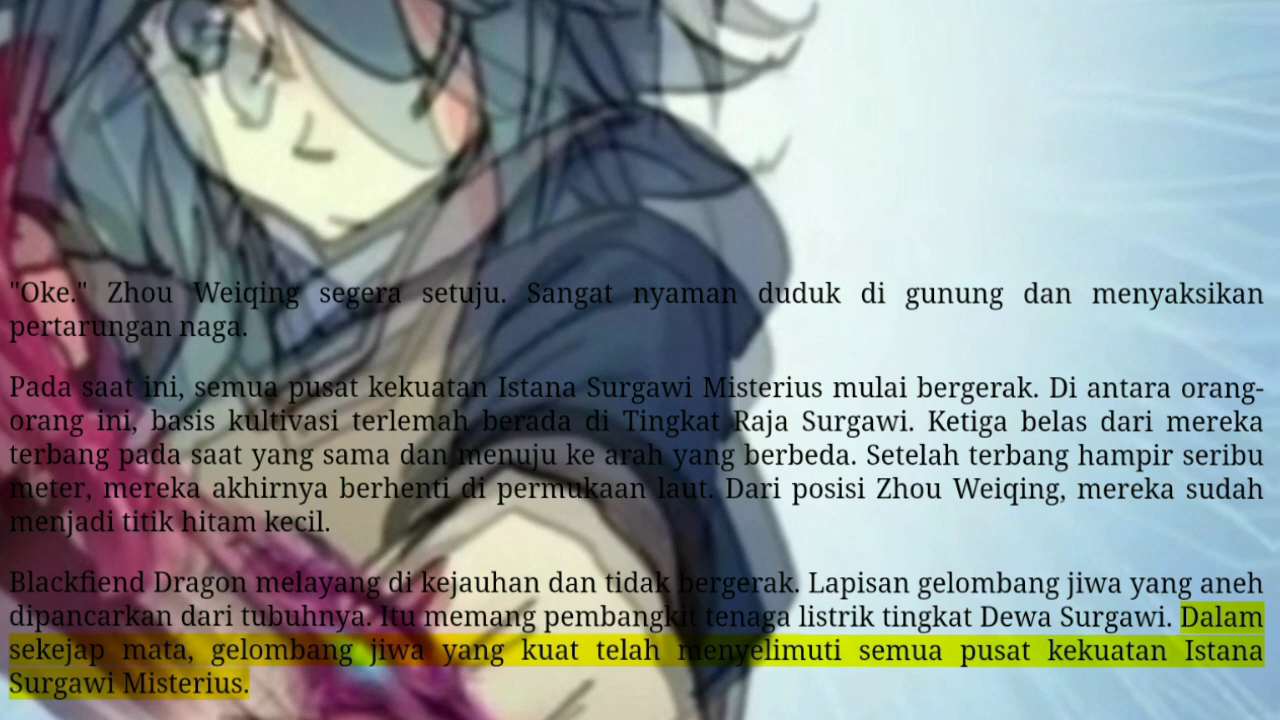 "Oke." Zhou Weiqing segera setuju. Sangat nyaman duduk di gunung dan menyaksikan
pertarungan naga.
Pada saat ini, semua pusat kekuatan Istana Surgawi Misterius mulai bergerak. Di antara orang-
orang ini, basis kultivasi terlemah berada di Tingkat Raja Surgawi. Ketiga belas dari mereka
terbang pada saat yang sama dan menuju ke arah yang berbeda. Setelah terbang hampir seribu
meter, mereka akhirnya berhenti di permukaan laut. Dari posisi Zhou Weiqing, mereka sudah
menjadi titik hitam kecil.
Blackfiend Dragon melayang di kejauhan dan tidak bergerak. Lapisan gelombang jiwa yang aneh
dipancarkan dari tubuhnya. Itu memang pembangkit tenaga listrik tingkat Dewa Surgawi. Dalam
sekejap mata, gelombang jiwa yang kuat telah menyelimuti semua pusat kekuatan Istana
Surgawi Misterius.